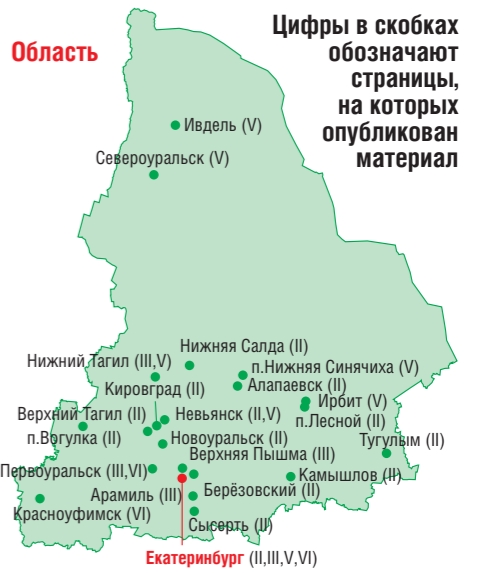 Цифры в скобках
обозначают
страницы,
на которых
опубликован
материал
Область
Ивдель (V)
Североуральск (V)
Нижняя Салда (II)
Нижний Тагил (III,V)
п.Нижняя Синячиха (V)
Кировград (II)
Алапаевск (II)
Ирбит (V)
Верхний Тагил (II)
Невьянск (II,V)
п.Лесной (II)
п.Вогулка (II)
Новоуральск (II)
Тугулым (II)
Верхняя Пышма (III)
Первоуральск (III,VI)
Камышлов (II)
Арамиль (III)
Берёзовский (II)
Красноуфимск (VI)
Сысерть (II)
Екатеринбург (II,III,V,VI)